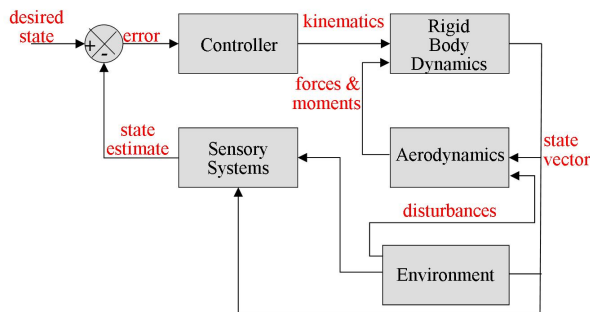 desired
state
+
-
error
Controller
kinematics
Rigid
Body
Dynamics
forces &
moments
state
estimate
Sensory
Systems
Aerodynamics
state
vector
disturbances
Environment